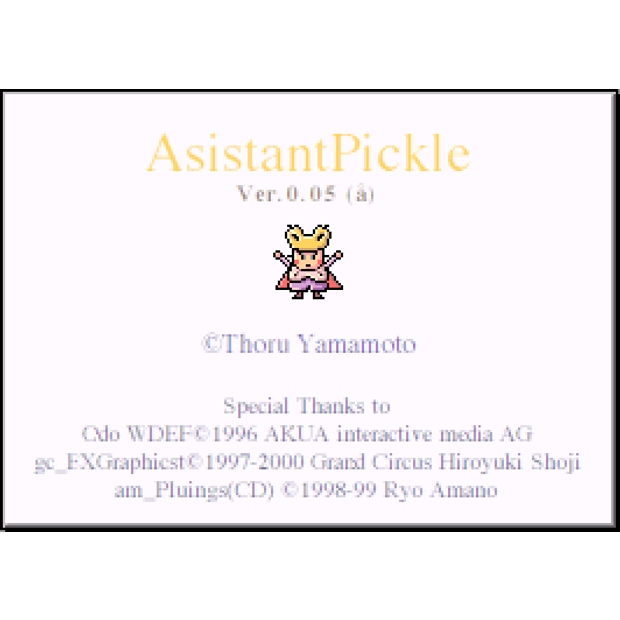 AsistantPickle
Ver.0.05 (å)
©Thoru Yamamoto
Special Thanks to
Odo WDEF©1996 AKUA interactive media AG
gc_FXGraphicst©1997-2000 Grand Circus Hiroyuki Shoji
am_Pluings(CD) ©1998-99 Ryo Amano